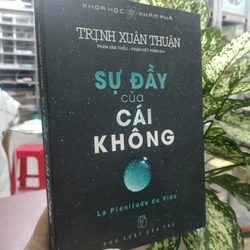 KHOA HỌC KHÁM PHÁ
TRỊNH XUÂN THUẬN
PHẠM VĂN THIỀU - PHẠM VIỆT HƯNG dịch
SỰ ĐẦY
của
CÁI
KHÔNG
La Plénitude du Vide
NHÀ XUẤT BẢN TRẺ